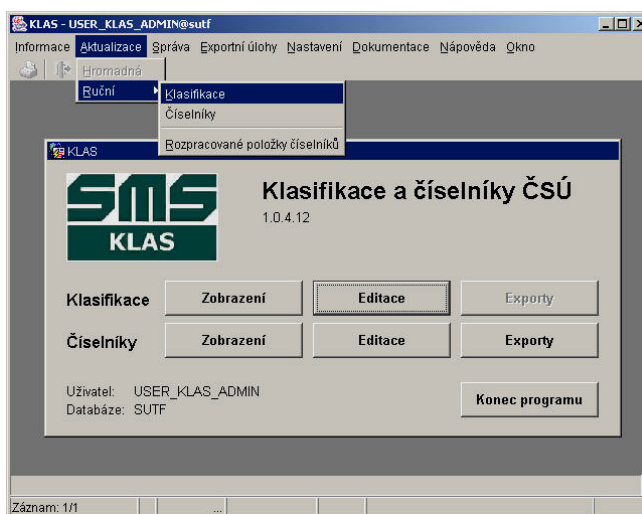 KLAS - USER_KLAS_ADMIN@sutf
Informace Aktualizace Správa Exportní úlohy Nastavení Dokumentace Nápověda Okno
Hromadná
Ruční
Klasifikace
Číselníky
Rozpracované položky číselníků
KLAS
SMS
KLAS
Klasifikace a číselníky ČSÚ
1.0.4.12
Klasifikace Zobrazení Editace Exporty
Číselníky Zobrazení Editace Exporty
Uživatel: USER_KLAS_ADMIN
Databáze: SUTF
Konec programu
Záznam: 1/1 ...